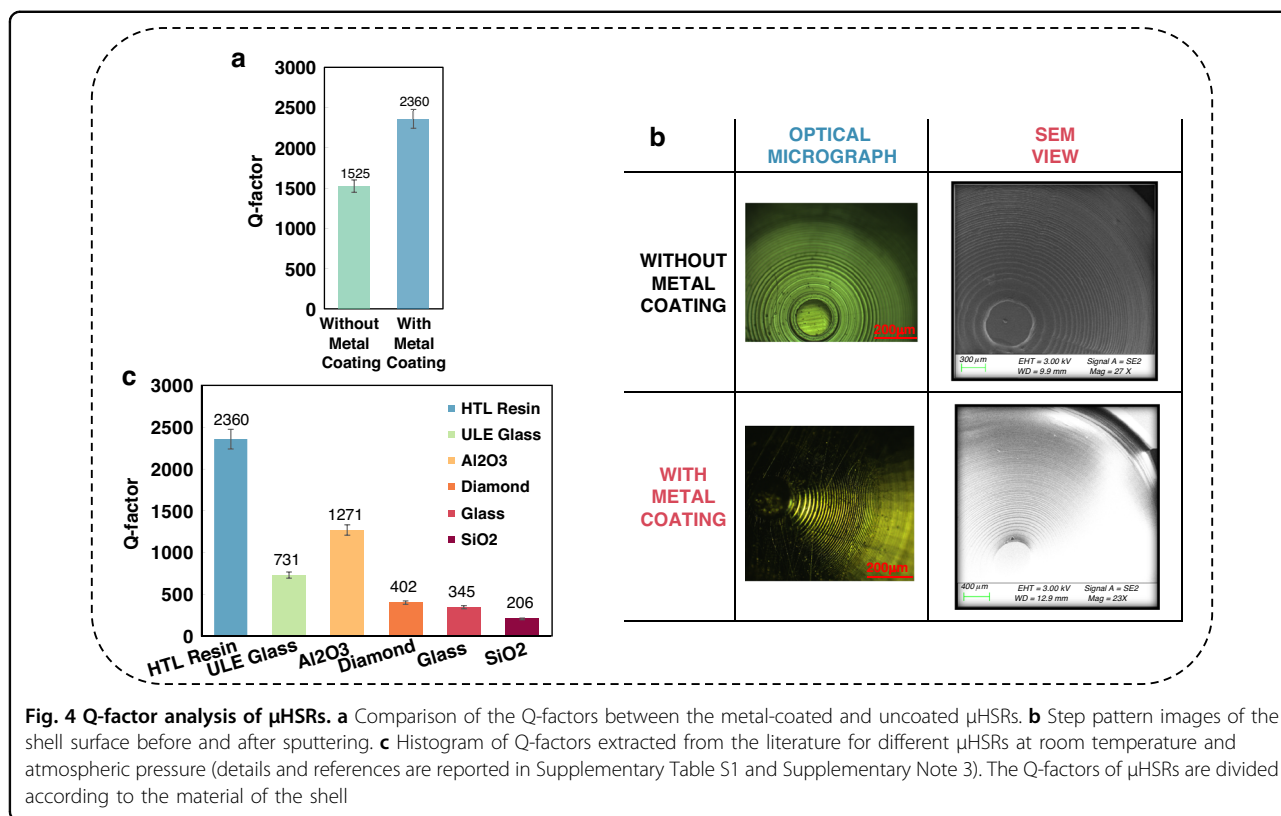 a
3000
2500
2000
1500
1000
500
0
Q-factor
1525
2360
Without
Metal
Coating
With
Metal
Coating
b
OPTICAL
MICROGRAPH
SEM
VIEW
WITHOUT
METAL
COATING
200μm
300 μm
EHT = 3.00 kV Signal A = SE2
WD = 9.9 mm Mag = 27 X
WITH
METAL
COATING
200μm
400 μm
EHT = 3.00 kV Signal A = SE2
WD = 12.9 mm Mag = 23X
c
3000
2500
2000
1500
1000
500
0
Q-factor
2360
731
1271
402
345
206
HTL Resin
ULE Glass
Al2O3
Diamond
Glass
SiO2
HTL Resin
ULE Glass
Al2O3
Diamond
Glass
SiO2
Fig. 4 Q-factor analysis of μHSRs. a Comparison of the Q-factors between the metal-coated and uncoated μHSRs. b Step pattern images of the
shell surface before and after sputtering. c Histogram of Q-factors extracted from the literature for different μHSRs at room temperature and
atmospheric pressure (details and references are reported in Supplementary Table S1 and Supplementary Note 3). The Q-factors of μHSRs are divided
according to the material of the shell